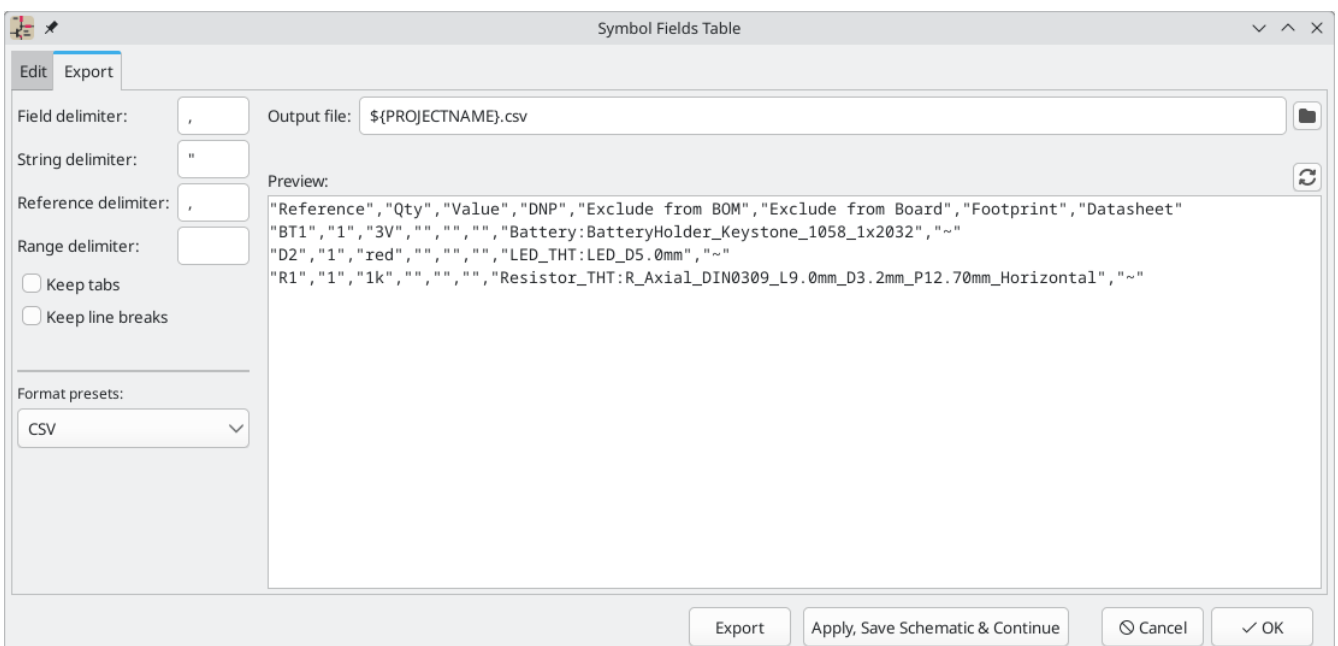 Symbol Fields Table
Edit Export
Field delimiter: ,
Output file: ${PROJECTNAME}.csv
String delimiter: "
Preview:
Reference delimiter: ,
Range delimiter:
Keep tabs
Keep line breaks
Format presets:
CSV
"Reference","Qty","Value","DNP","Exclude from BOM","Exclude from Board","Footprint","Datasheet"
"BT1","1","3V","","","","Battery:BatteryHolder_Keystone_1058_1x2032","~"
"D2","1","red","","","","LED_THT:LED_D5.0mm","~"
"R1","1","1k","","","","Resistor_THT:R_Axial_DIN0309_L9.0mm_D3.2mm_P12.70mm_Horizontal","~"
Export Apply, Save Schematic & Continue Cancel OK